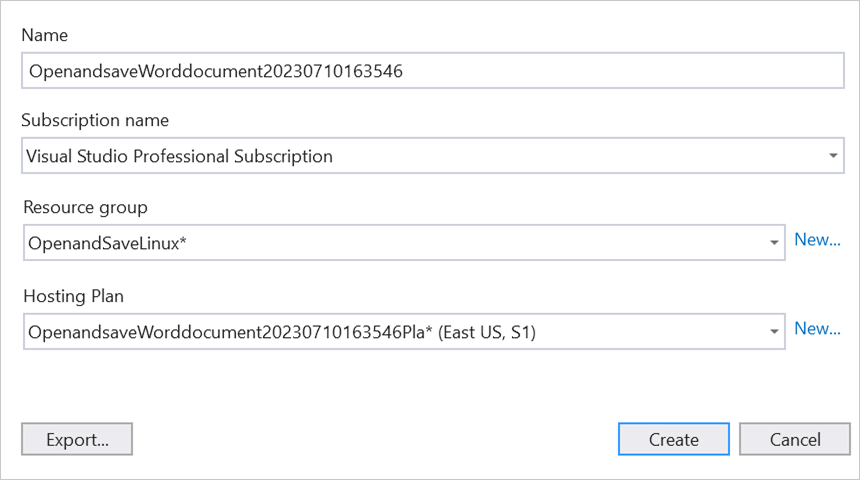 Name
OpenandsaveWorddocument20230710163546
Subscription name
Visual Studio Professional Subscription
Resource group
OpenandSaveLinux*
New...
Hosting Plan
OpenandsaveWorddocument20230710163546Pla* (East US, S1)
New...
Export...
Create
Cancel